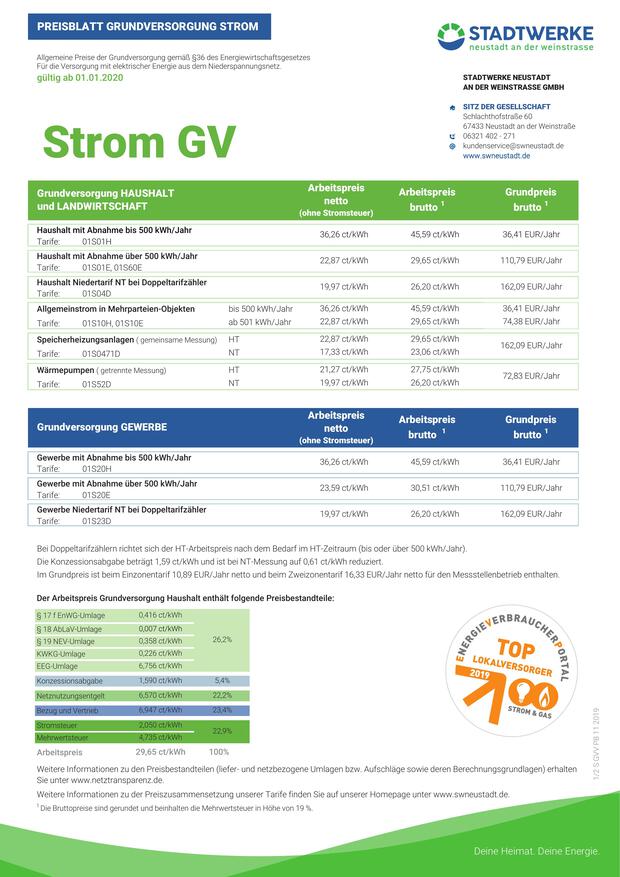 PREISBLATT GRUNDVERSORGUNG STROM
STADTWERKE
neustadt an der weinstrasse
Allgemeine Preise der Grundversorgung gemäß §36 des Energiewirtschaftsgesetzes
Für die Versorgung mit elektrischer Energie aus dem Niederspannungsnetz.
gültig ab 01.01.2020
STADTWERKE NEUSTADT
AN DER WEINSTRASSE GMBH
SITZ DER GESELLSCHAFT
Schlachthofstraße 60
67433 Neustadt an der Weinstraße
06321 402 - 271
kundenservice@swneustadt.de
www.swneustadt.de
Strom GV
Grundversorgung HAUSHALT und LANDWIRTSCHAFT Arbeitspreis netto (ohne Stromsteuer) Arbeitspreis brutto 1 Grundpreis brutto 1
Haushalt mit Abnahme bis 500 kWh/Jahr 36,26 ct/kWh 45,59 ct/kWh 36,41 EUR/Jahr
Tarife: 01S01H
Haushalt mit Abnahme über 500 kWh/Jahr 22,87 ct/kWh 29,65 ct/kWh 110,79 EUR/Jahr
Tarife: 01S01E, 01S60E
Haushalt Niedertarif NT bei Doppeltarifzähler 19,97 ct/kWh 26,20 ct/kWh 162,09 EUR/Jahr
Tarife: 01S04D
Allgemeinstrom in Mehrparteien-Objekten bis 500 kWh/Jahr 36,26 ct/kWh 45,59 ct/kWh 36,41 EUR/Jahr
Tarife: 01S10H, 01S10E ab 501 kWh/Jahr 22,87 ct/kWh 29,65 ct/kWh 74,38 EUR/Jahr
Speicherheizungsanlagen ( gemeinsame Messung) HT 22,87 ct/kWh 29,65 ct/kWh 162,09 EUR/Jahr
Tarife: 01S0471D NT 17,33 ct/kWh 23,06 ct/kWh
Wärmepumpen ( getrennte Messung) HT 21,27 ct/kWh 27,75 ct/kWh 72,83 EUR/Jahr
Tarife: 01S52D NT 19,97 ct/kWh 26,20 ct/kWh
Grundversorgung GEWERBE Arbeitspreis netto (ohne Stromsteuer) Arbeitspreis brutto 1 Grundpreis brutto 1
Gewerbe mit Abnahme bis 500 kWh/Jahr 36,26 ct/kWh 45,59 ct/kWh 36,41 EUR/Jahr
Tarife: 01S20H
Gewerbe mit Abnahme über 500 kWh/Jahr 23,59 ct/kWh 30,51 ct/kWh 110,79 EUR/Jahr
Tarife: 01S20E
Gewerbe Niedertarif NT bei Doppeltarifzähler 19,97 ct/kWh 26,20 ct/kWh 162,09 EUR/Jahr
Tarife: 01S23D
Bei Doppeltarifzählern richtet sich der HT-Arbeitspreis nach dem Bedarf im HT-Zeitraum (bis oder über 500 kWh/Jahr).
Die Konzessionsabgabe beträgt 1,59 ct/kWh und ist bei NT-Messung auf 0,61 ct/kWh reduziert.
Im Grundpreis ist beim Einzonentarif 10,89 EUR/Jahr netto und beim Zweizonentarif 16,33 EUR/Jahr netto für den Messstellenbetrieb enthalten.
Der Arbeitspreis Grundversorgung Haushalt enthält folgende Preisbestandteile:
§ 17 f EnWG-Umlage 0,416 ct/kWh
§ 18 AbLaV-Umlage 0,007 ct/kWh
§ 19 NEV-Umlage 0,358 ct/kWh 26,2%
KWKG-Umlage 0,226 ct/kWh
EEG-Umlage 6,756 ct/kWh
Konzessionsabgabe 1,590 ct/kWh 5,4%
Netznutzungsentgelt 6,570 ct/kWh 22,2%
Bezug und Vertrieb 6,947 ct/kWh 23,4%
Stromsteuer 2,050 ct/kWh 22,9%
Mehrwertsteuer 4,735 ct/kWh
Arbeitspreis 29,65 ct/kWh 100%
ENERGIEVERBRAUCHERPORTAL
TOP
LOKALVERSORGER
2019
STROM & GAS
1/2 S GVV PB 11 2019
Weitere Informationen zu den Preisbestandteilen (liefer- und netzbezogene Umlagen bzw. Aufschläge sowie deren Berechnungsgrundlagen) erhalten
Sie unter www.netztransparenz.de.
Weitere Informationen zur Preiszusammensetzung unserer Tarife finden Sie auf unserer Homepage unter www.swneustadt.de.
1 Die Bruttopreise sind gerundet und beinhalten die Mehrwertsteuer in Höhe von 19 %.
Deine Heimat. Deine Energie.